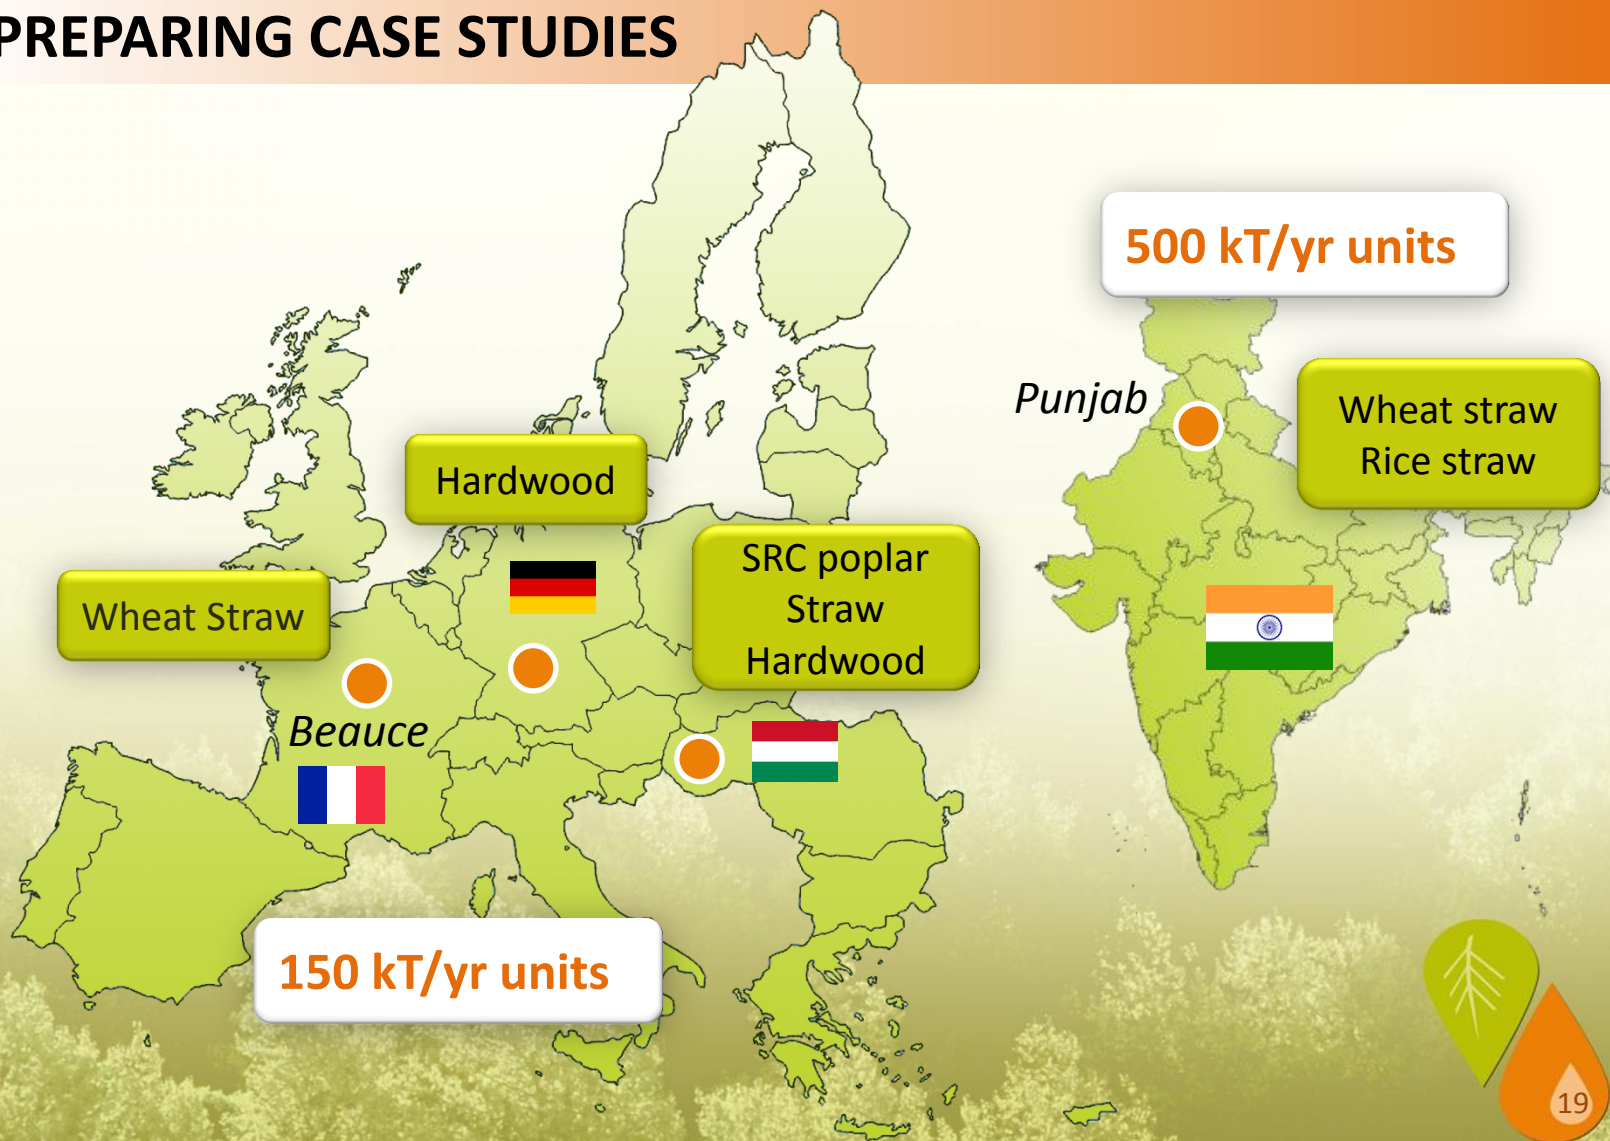 PREPARING CASE STUDIES
500 kT/yr units
Punjab
Wheat straw
Rice straw
Hardwood
SRC poplar
Straw
Hardwood
Wheat Straw
Beauce
150 kT/yr units
19